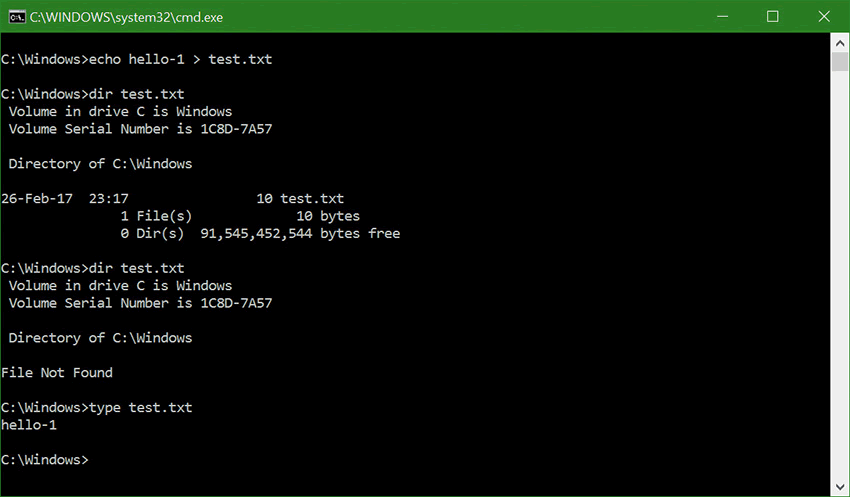 C:\WINDOWS\system32\cmd.exe
C:\Windows>echo hello-1 > test.txt
C:\Windows>dir test.txt
 Volume in drive C is Windows
 Volume Serial Number is 1C8D-7A57
 Directory of C:\Windows
26-Feb-17  23:17                10 test.txt
               1 File(s)             10 bytes
               0 Dir(s)  91,545,452,544 bytes free
C:\Windows>dir test.txt
 Volume in drive C is Windows
 Volume Serial Number is 1C8D-7A57
 Directory of C:\Windows
File Not Found
C:\Windows>type test.txt
hello-1
C:\Windows>